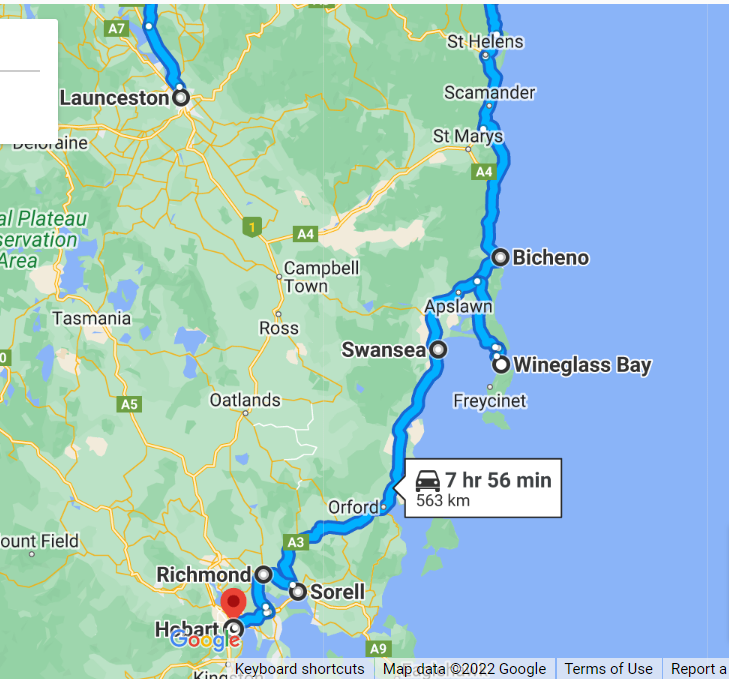 A7
St Helens
Launceston
Scamander
St Marys
Deloraine
A4
al Plateau
servation
Area
1
A4
Bicheno
Campbell
Town
Apslawn
Tasmania
Ross
Swansea
0
Wineglass Bay
A5
Oatlands
Freycinet
7 hr 56 min
563 km
Orford
ount Field
A3
Richmond
Sorell
Hobart
Google
A9
Kings
Keyboard shortcuts
Map data ©2022 Google
Terms of Use
Report a